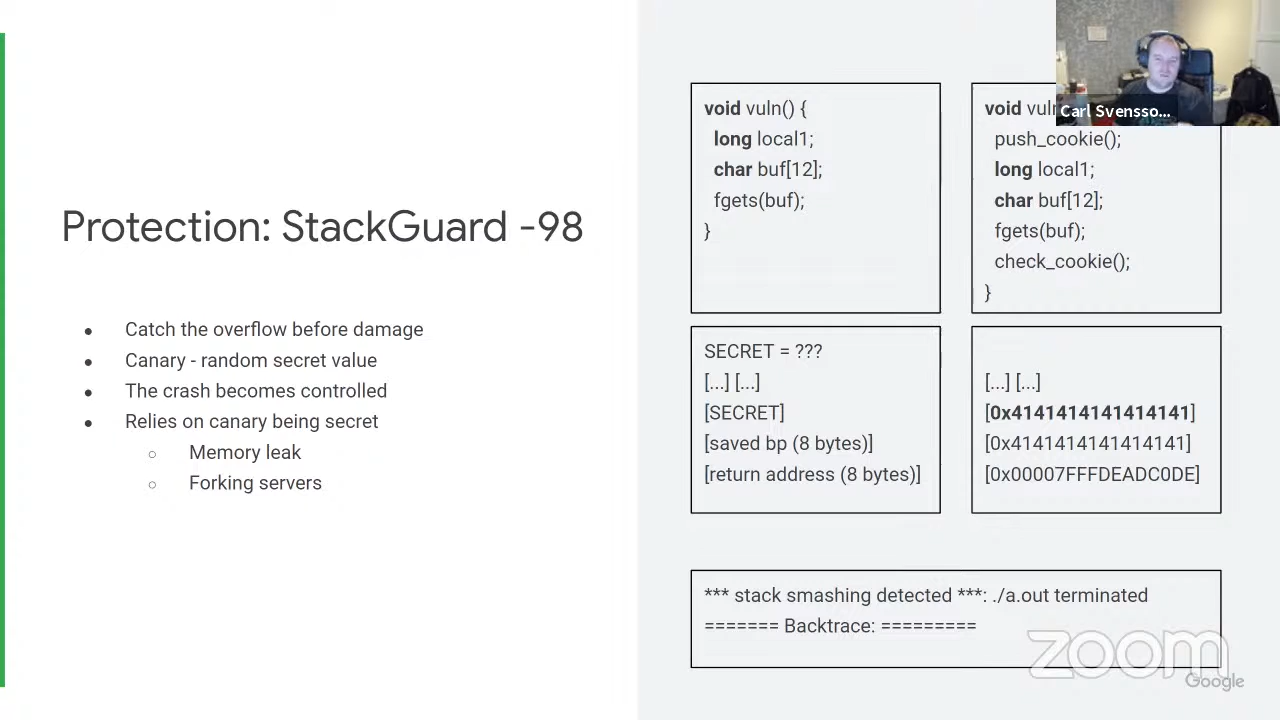 Protection: StackGuard -98
● Catch the overflow before damage
● Canary - random secret value
● The crash becomes controlled
● Relies on canary being secret
○ Memory leak
○ Forking servers
void vuln() {
long local1;
char buf[12];
fgets(buf);
}
void vuln
push_cookie();
long local1;
char buf[12];
fgets(buf);
check_cookie();
}
SECRET = ???
[...] [...]
[SECRET]
[saved bp (8 bytes)]
[return address (8 bytes)]
[...] [...]
[0x4141414141414141]
[0x4141414141414141]
[0x00007FFFDEADC0DE]
*** stack smashing detected ***: ./a.out terminated
======= Backtrace: =========
Carl Svensso...
zoom
Google